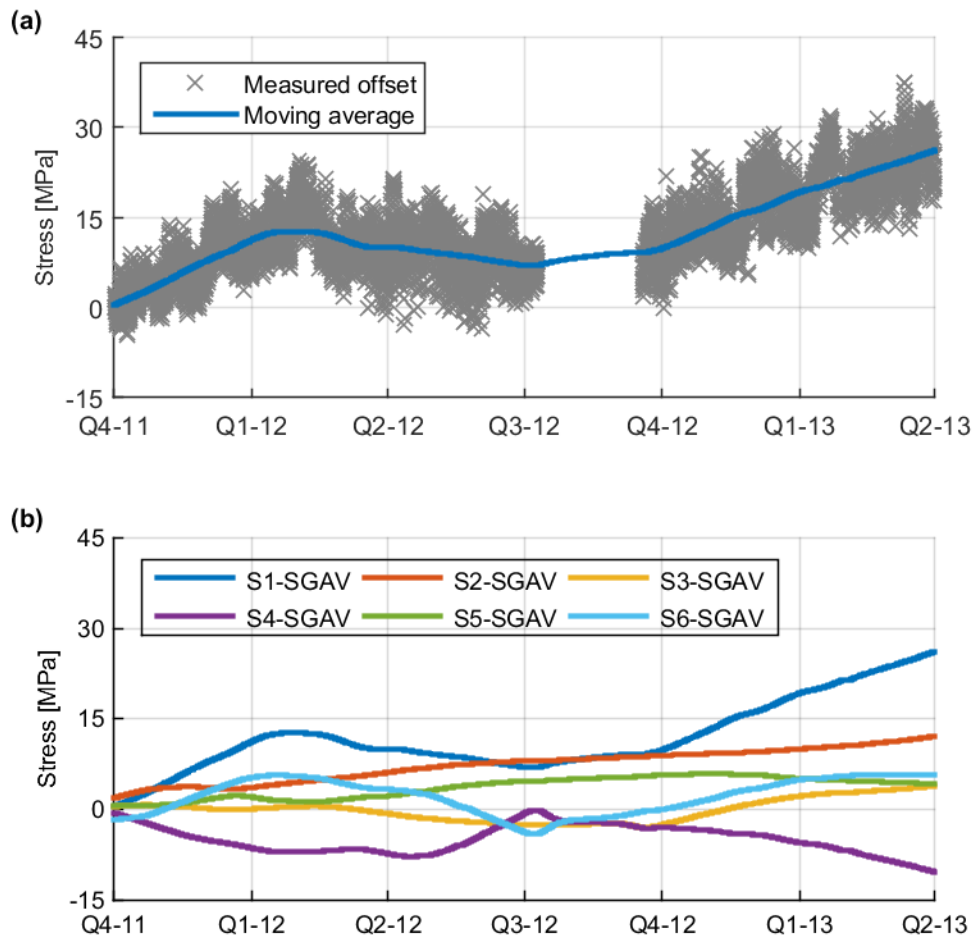 (a)
45
30
15
0
-15
Stress [MPa]
Measured offset
Moving average
Q4-11 Q1-12 Q2-12 Q3-12 Q4-12 Q1-13 Q2-13
(b)
45
30
15
0
-15
Stress [MPa]
S1-SGAV S2-SGAV S3-SGAV
S4-SGAV S5-SGAV S6-SGAV
Q4-11 Q1-12 Q2-12 Q3-12 Q4-12 Q1-13 Q2-13